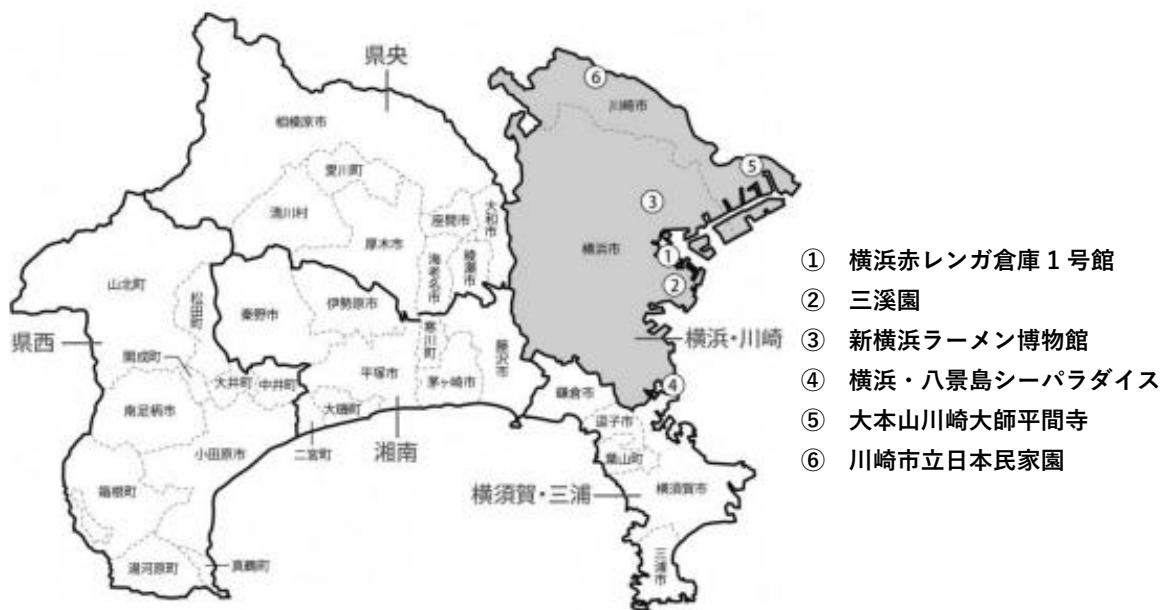 県央
⑥
川崎市
相模原市
愛川町
⑤
清川村
座間市
大和市
③
厚木市
海老名市
綾瀬市
横浜市
①
② 
山北町
松田町
秦野市
伊勢原市
寒川町
藤沢市
横浜・川崎
県西
開成町
大井町
中井町
平塚市
茅ヶ崎市
④
鎌倉市
南足柄市
大磯町
逗子市
小田原市
二宮町
湘南
葉山町
箱根町
横須賀・三浦
横須賀市
湯河原町
真鶴町
三浦市
① 横浜赤レンガ倉庫1号館
② 三溪園
③ 新横浜ラーメン博物館
④ 横浜・八景島シーパラダイス
⑤ 大本山川崎大師平間寺
⑥ 川崎市立日本民家園